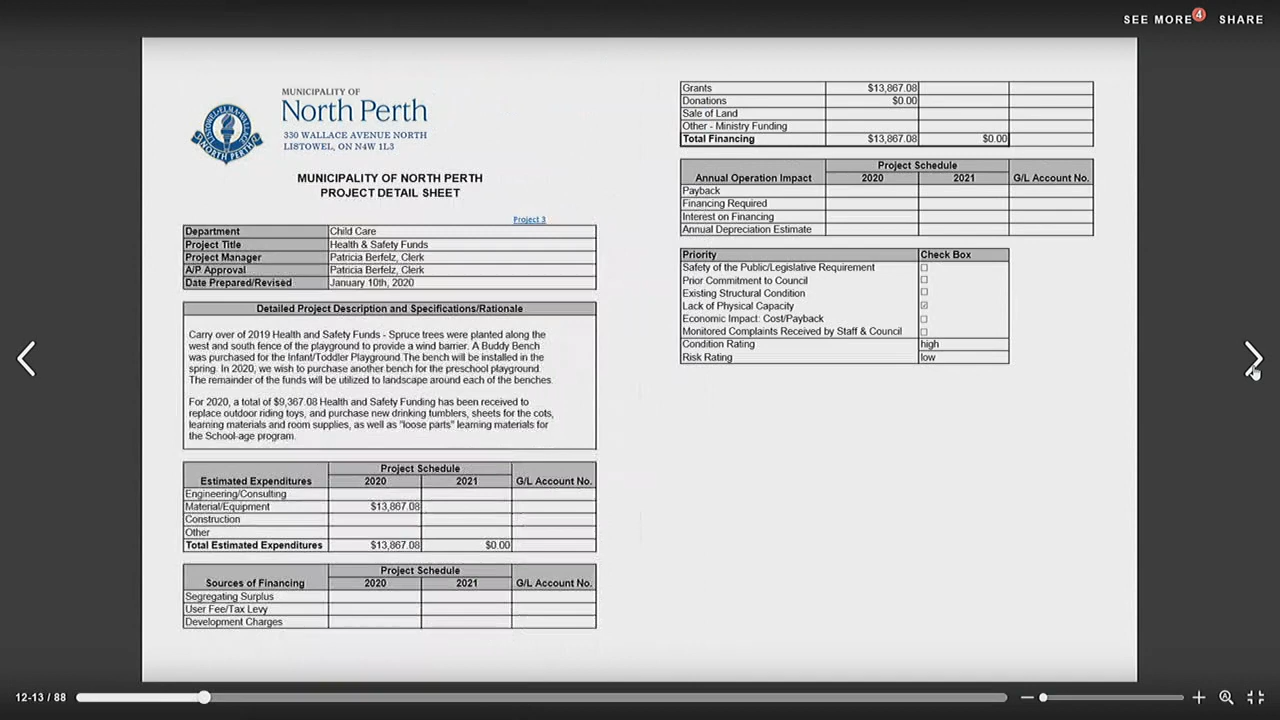 SEE MORE 4 SHARE
MUNICIPALITY OF
North Perth
330 WALLACE AVENUE NORTH
LISTOWEL, ON N4W 1L3
NORTH PERTH
MUNICIPALITY OF NORTH PERTH
PROJECT DETAIL SHEET
Project 3
Department Child Care
Project Title Health & Safety Funds
Project Manager Patricia Berfelz, Clerk
A/P Approval Patricia Berfelz, Clerk
Date Prepared/Revised January 10th, 2020
Detailed Project Description and Specifications/Rationale
Carry over of 2019 Health and Safety Funds - Spruce trees were planted along the
west and south fence of the playground to provide a wind barrier. A Buddy Bench
was purchased for the Infant/Toddler Playground.The bench will be installed in the
spring. In 2020, we wish to purchase another bench for the preschool playground.
The remainder of the funds will be utilized to landscape around each of the benches.
For 2020, a total of $9,367.08 Health and Safety Funding has been received to
replace outdoor riding toys, and purchase new drinking tumblers, sheets for the cots,
learning materials and room supplies, as well as "loose parts" learning materials for
the School-age program.
Project Schedule
Estimated Expenditures 2020 2021 G/L Account No.
Engineering/Consulting
Material/Equipment $13,867.08
Construction
Other
Total Estimated Expenditures $13,867.08 $0.00
Project Schedule
Sources of Financing 2020 2021 G/L Account No.
Segregating Surplus
User Fee/Tax Levy
Development Charges
Grants $13,867.08
Donations $0.00
Sale of Land
Other - Ministry Funding
Total Financing $13,867.08 $0.00
Project Schedule
Annual Operation Impact 2020 2021 G/L Account No.
Payback
Financing Required
Interest on Financing
Annual Depreciation Estimate
Priority Check Box
Safety of the Public/Legislative Requirement ☐
Prior Commitment to Council ☐
Existing Structural Condition ☐
Lack of Physical Capacity ☑
Economic Impact: Cost/Payback ☐
Monitored Complaints Received by Staff & Council ☐
Condition Rating high
Risk Rating low
12-13 / 88